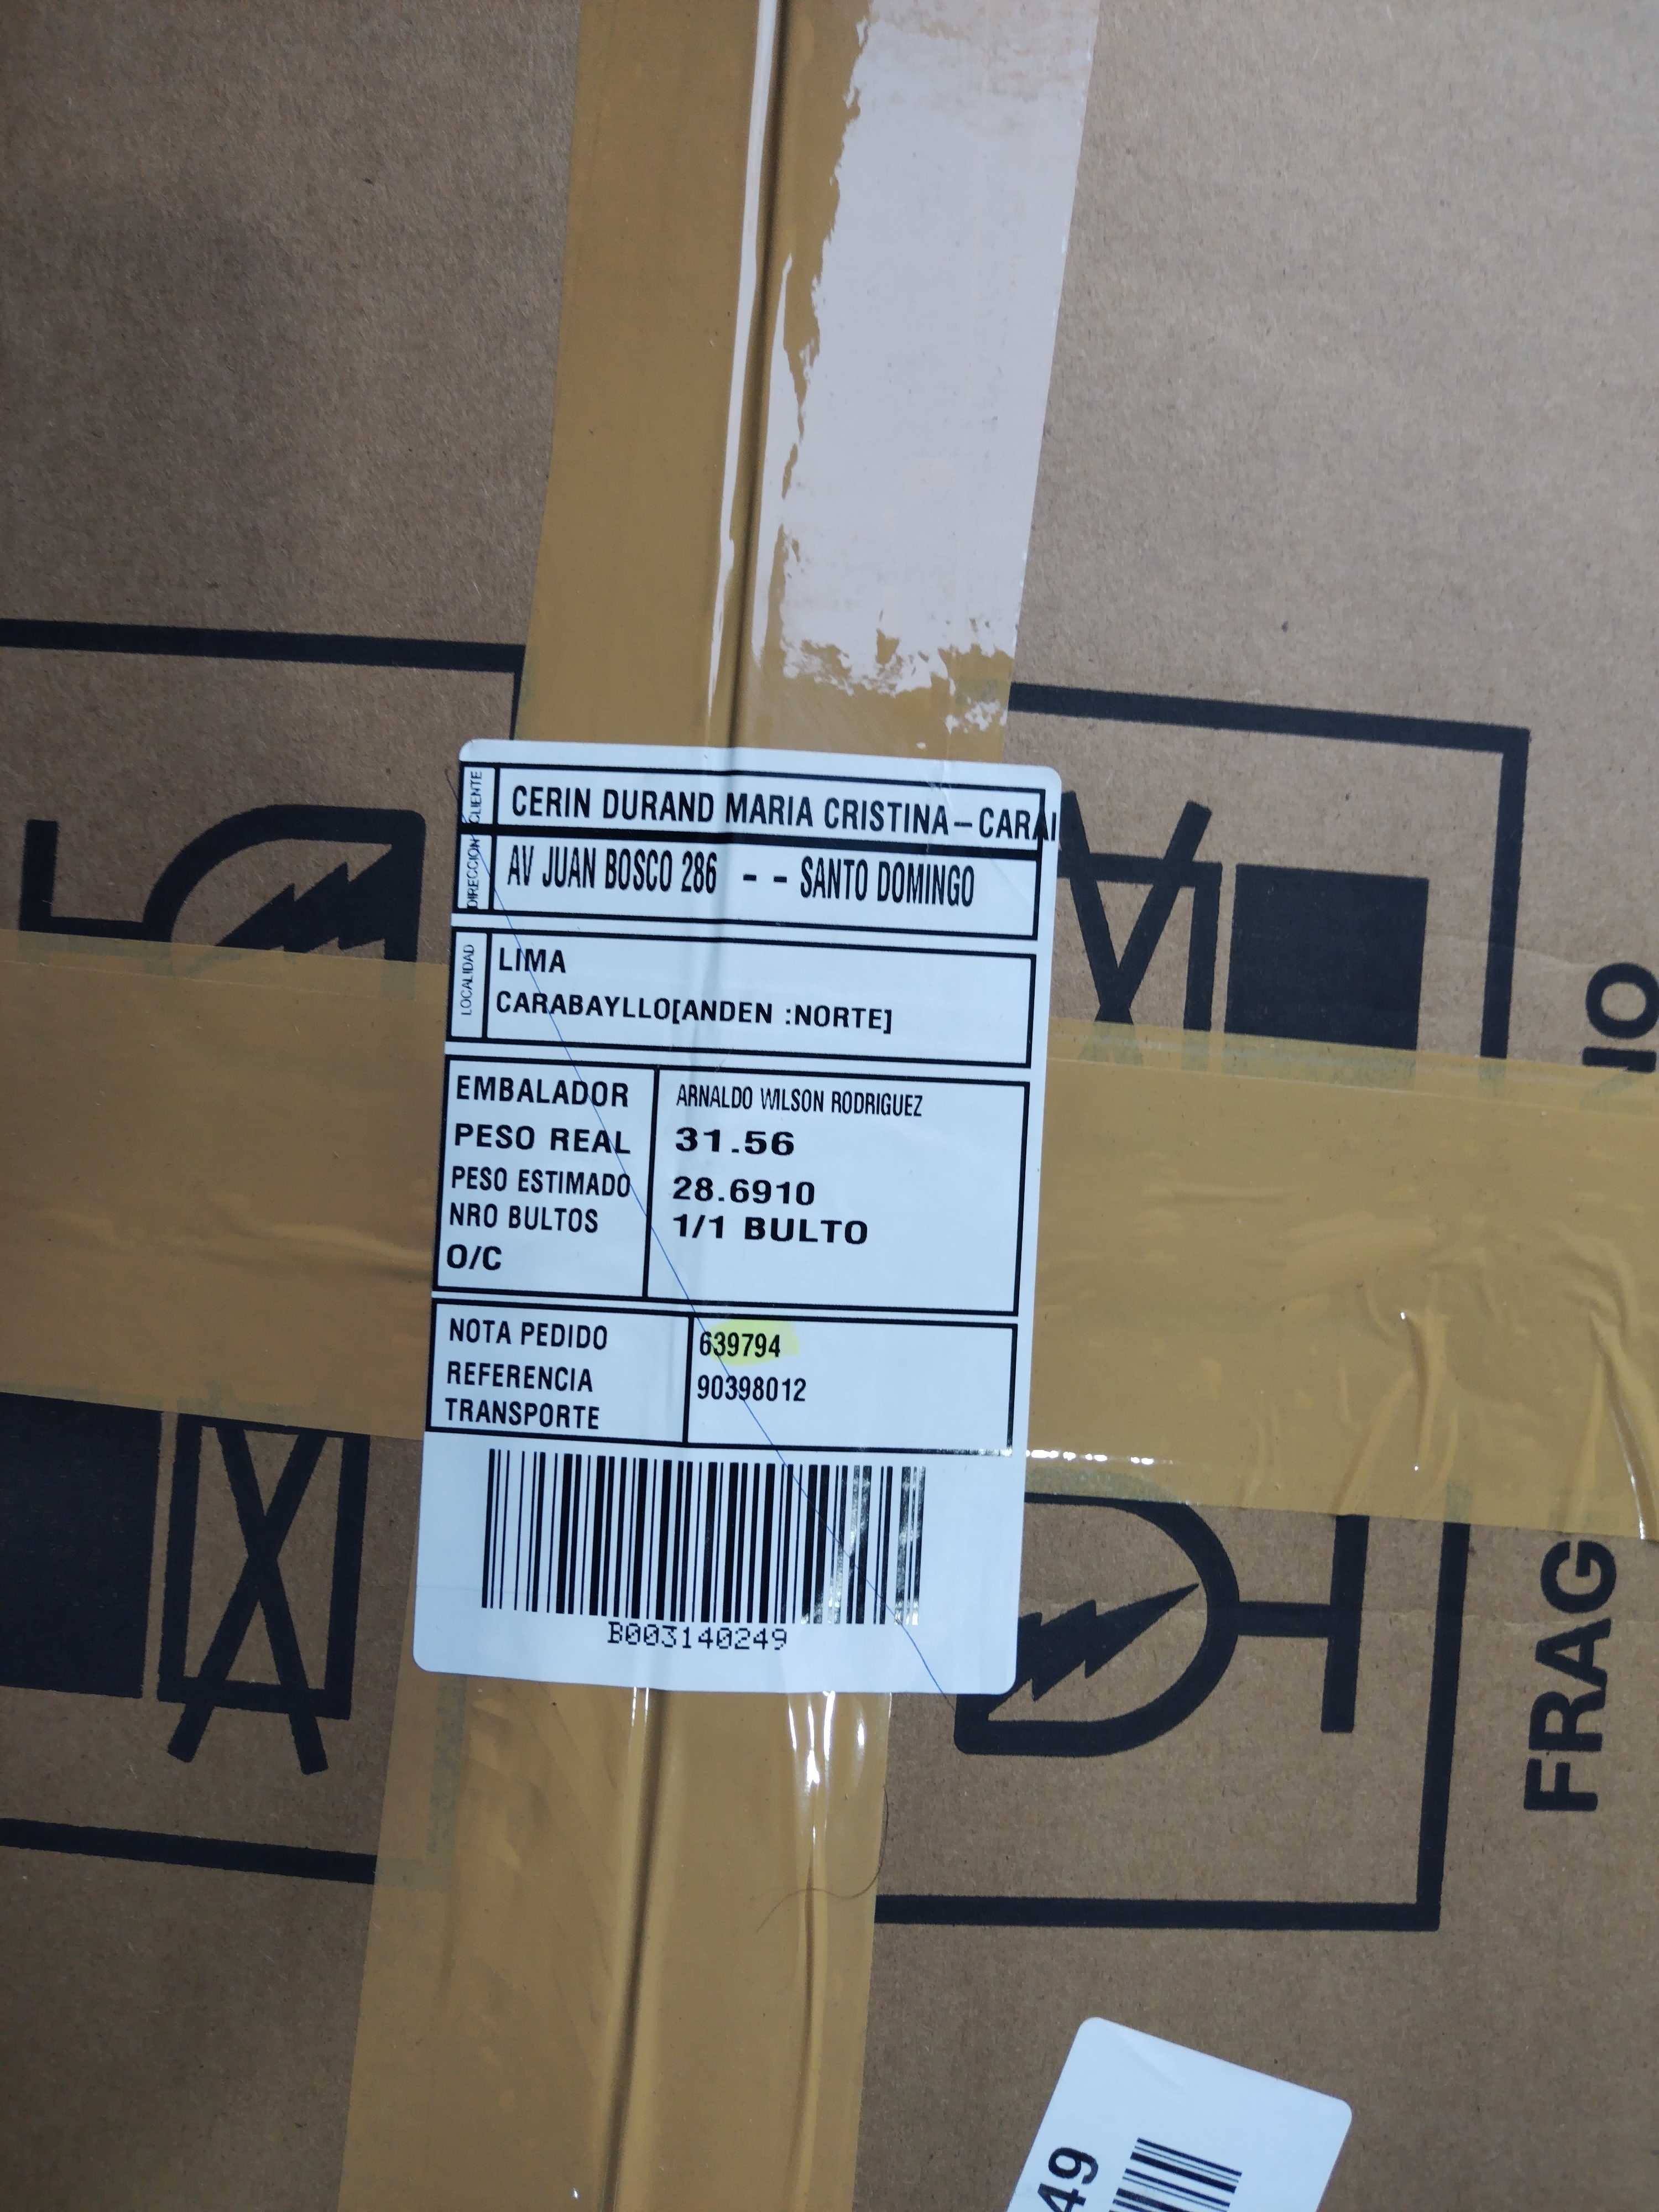 CLIENTE
CERIN DURAND MARIA CRISTINA-CARA
DIRECCIÓN
AV JUAN BOSCO 286 - - SANTO DOMINGO
LOCALIDAD
LIMA
CARABAYLLO[ANDEN :NORTE]
EMBALADOR ARNALDO WILSON RODRIGUEZ
PESO REAL 31.56
PESO ESTIMADO 28.6910
NRO BULTOS 1/1 BULTO
O/C
NOTA PEDIDO 639794
REFERENCIA 90398012
TRANSPORTE
B003140249
FRAG
NO
49